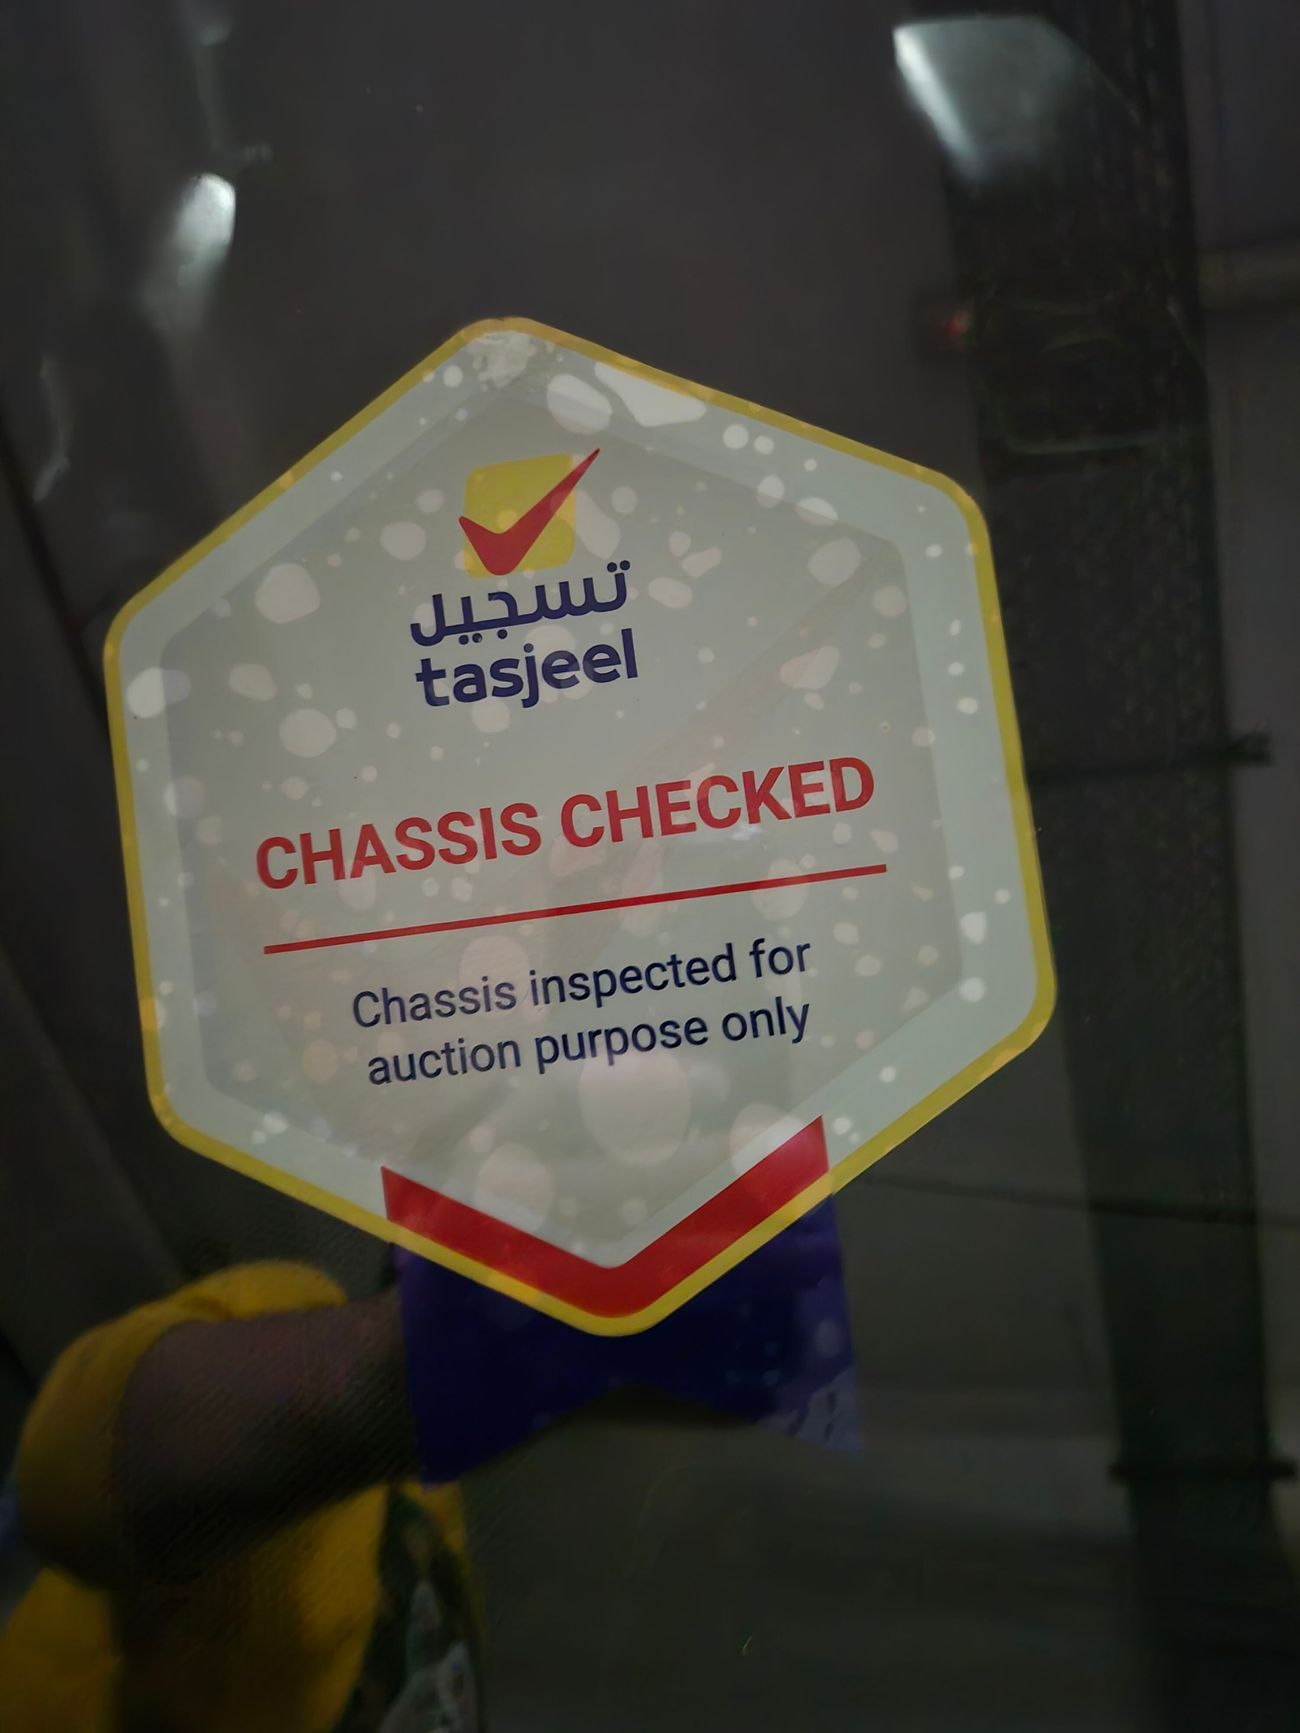 تسجيل
tasjeel
CHASSIS CHECKED
Chassis inspected for
auction purpose only